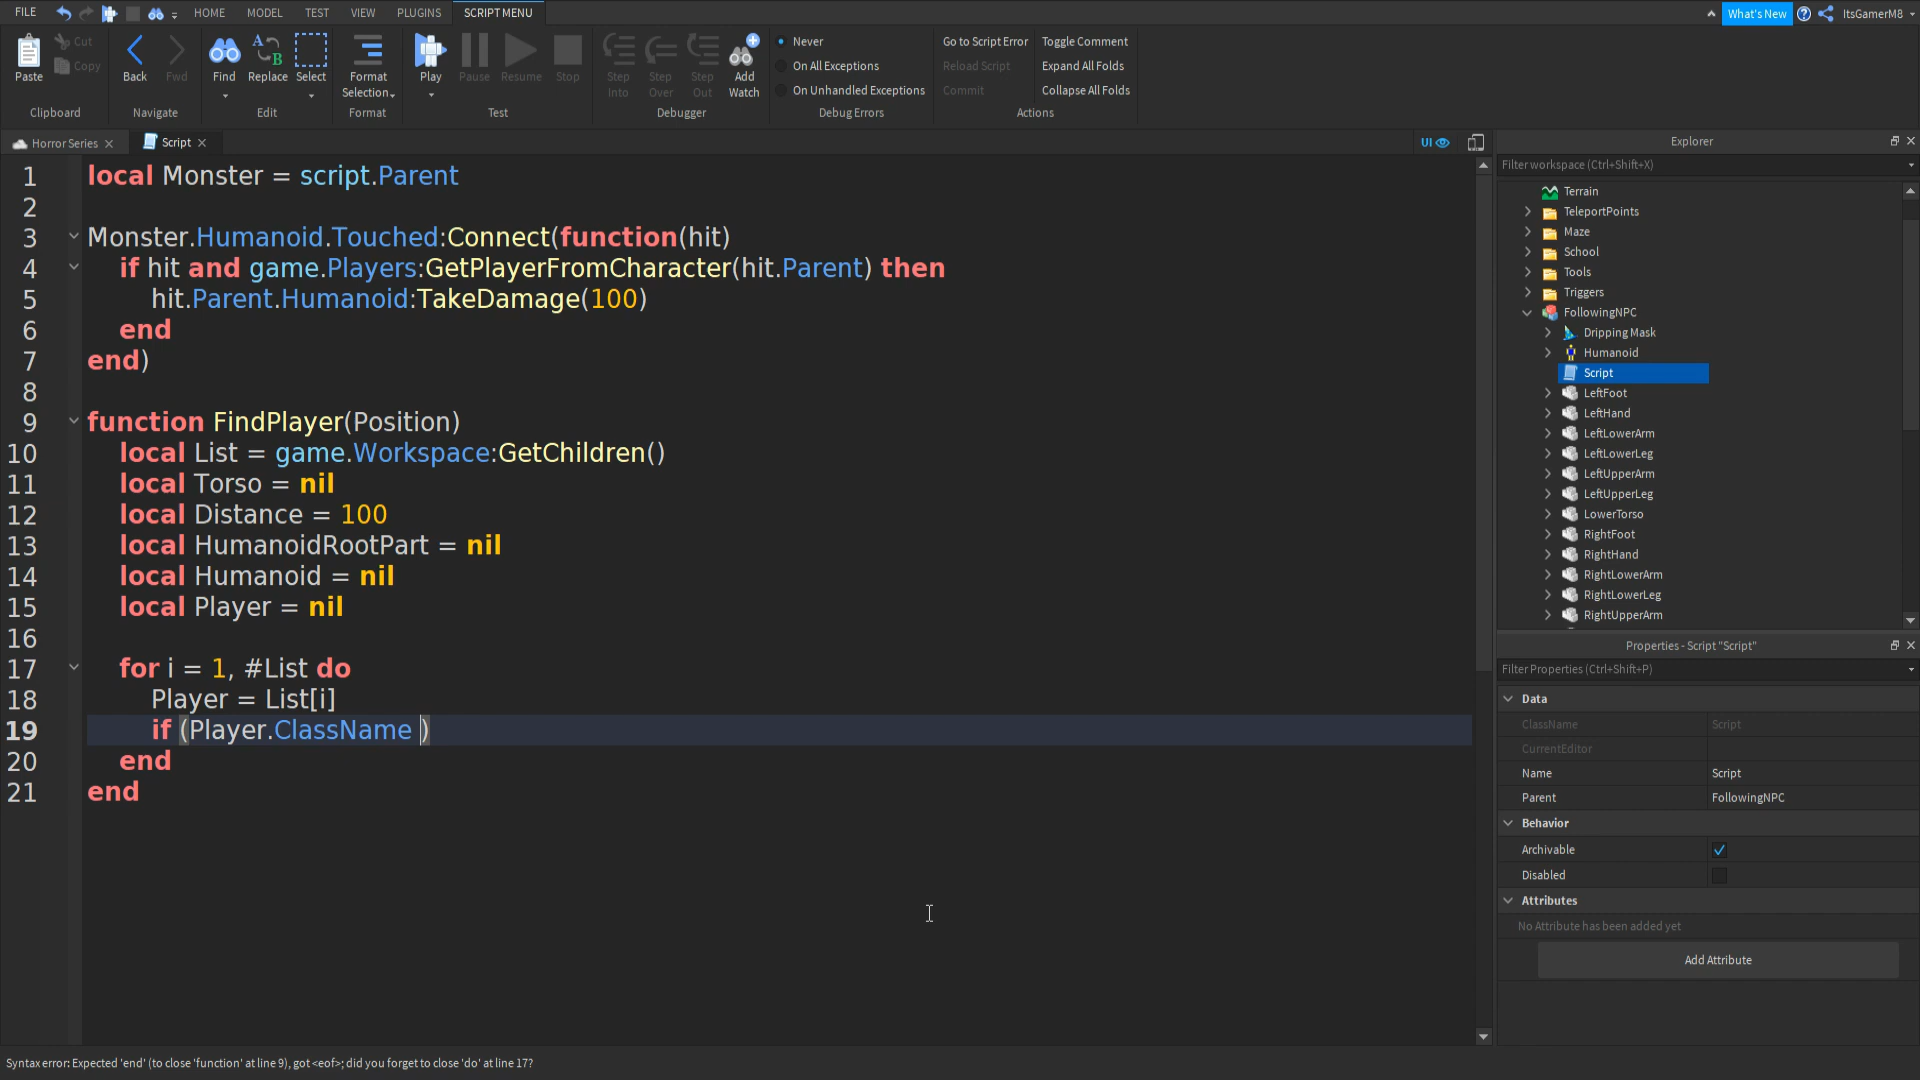 FILE HOME MODEL TEST VIEW PLUGINS SCRIPT MENU What's New ItsGamerM8
Paste Cut Copy
Clipboard
Back Fwd
Navigate
Find Replace Select
Edit
Format Selection
Format
Play Pause Resume Stop
Test
Step Into Step Over Step Out Add Watch
Debugger
Never
On All Exceptions
On Unhandled Exceptions
Debug Errors
Go to Script Error Toggle Comment
Reload Script Expand All Folds
Commit Collapse All Folds
Actions
Horror Series Script UI
1 local Monster = script.Parent
2
3 Monster.Humanoid.Touched:Connect(function(hit)
4 if hit and game.Players:GetPlayerFromCharacter(hit.Parent) then
5 hit.Parent.Humanoid:TakeDamage(100)
6 end
7 end)
8
9 function FindPlayer(Position)
10 local List = game.Workspace:GetChildren()
11 local Torso = nil
12 local Distance = 100
13 local HumanoidRootPart = nil
14 local Humanoid = nil
15 local Player = nil
16
17 for i = 1, #List do
18 Player = List[i]
19 if (Player.ClassName )
20 end
21 end
Explorer
Filter workspace (Ctrl+Shift+X)
Terrain
TeleportPoints
Maze
School
Tools
Triggers
FollowingNPC
Dripping Mask
Humanoid
Script
LeftFoot
LeftHand
LeftLowerArm
LeftLowerLeg
LeftUpperArm
LeftUpperLeg
LowerTorso
RightFoot
RightHand
RightLowerArm
RightLowerLeg
RightUpperArm
Properties - Script "Script"
Filter Properties (Ctrl+Shift+P)
Data
ClassName Script
CurrentEditor
Name Script
Parent FollowingNPC
Behavior
Archivable
Disabled
Attributes
No Attribute has been added yet
Add Attribute
Syntax error: Expected 'end' (to close 'function' at line 9), got <eof>; did you forget to close 'do' at line 17?